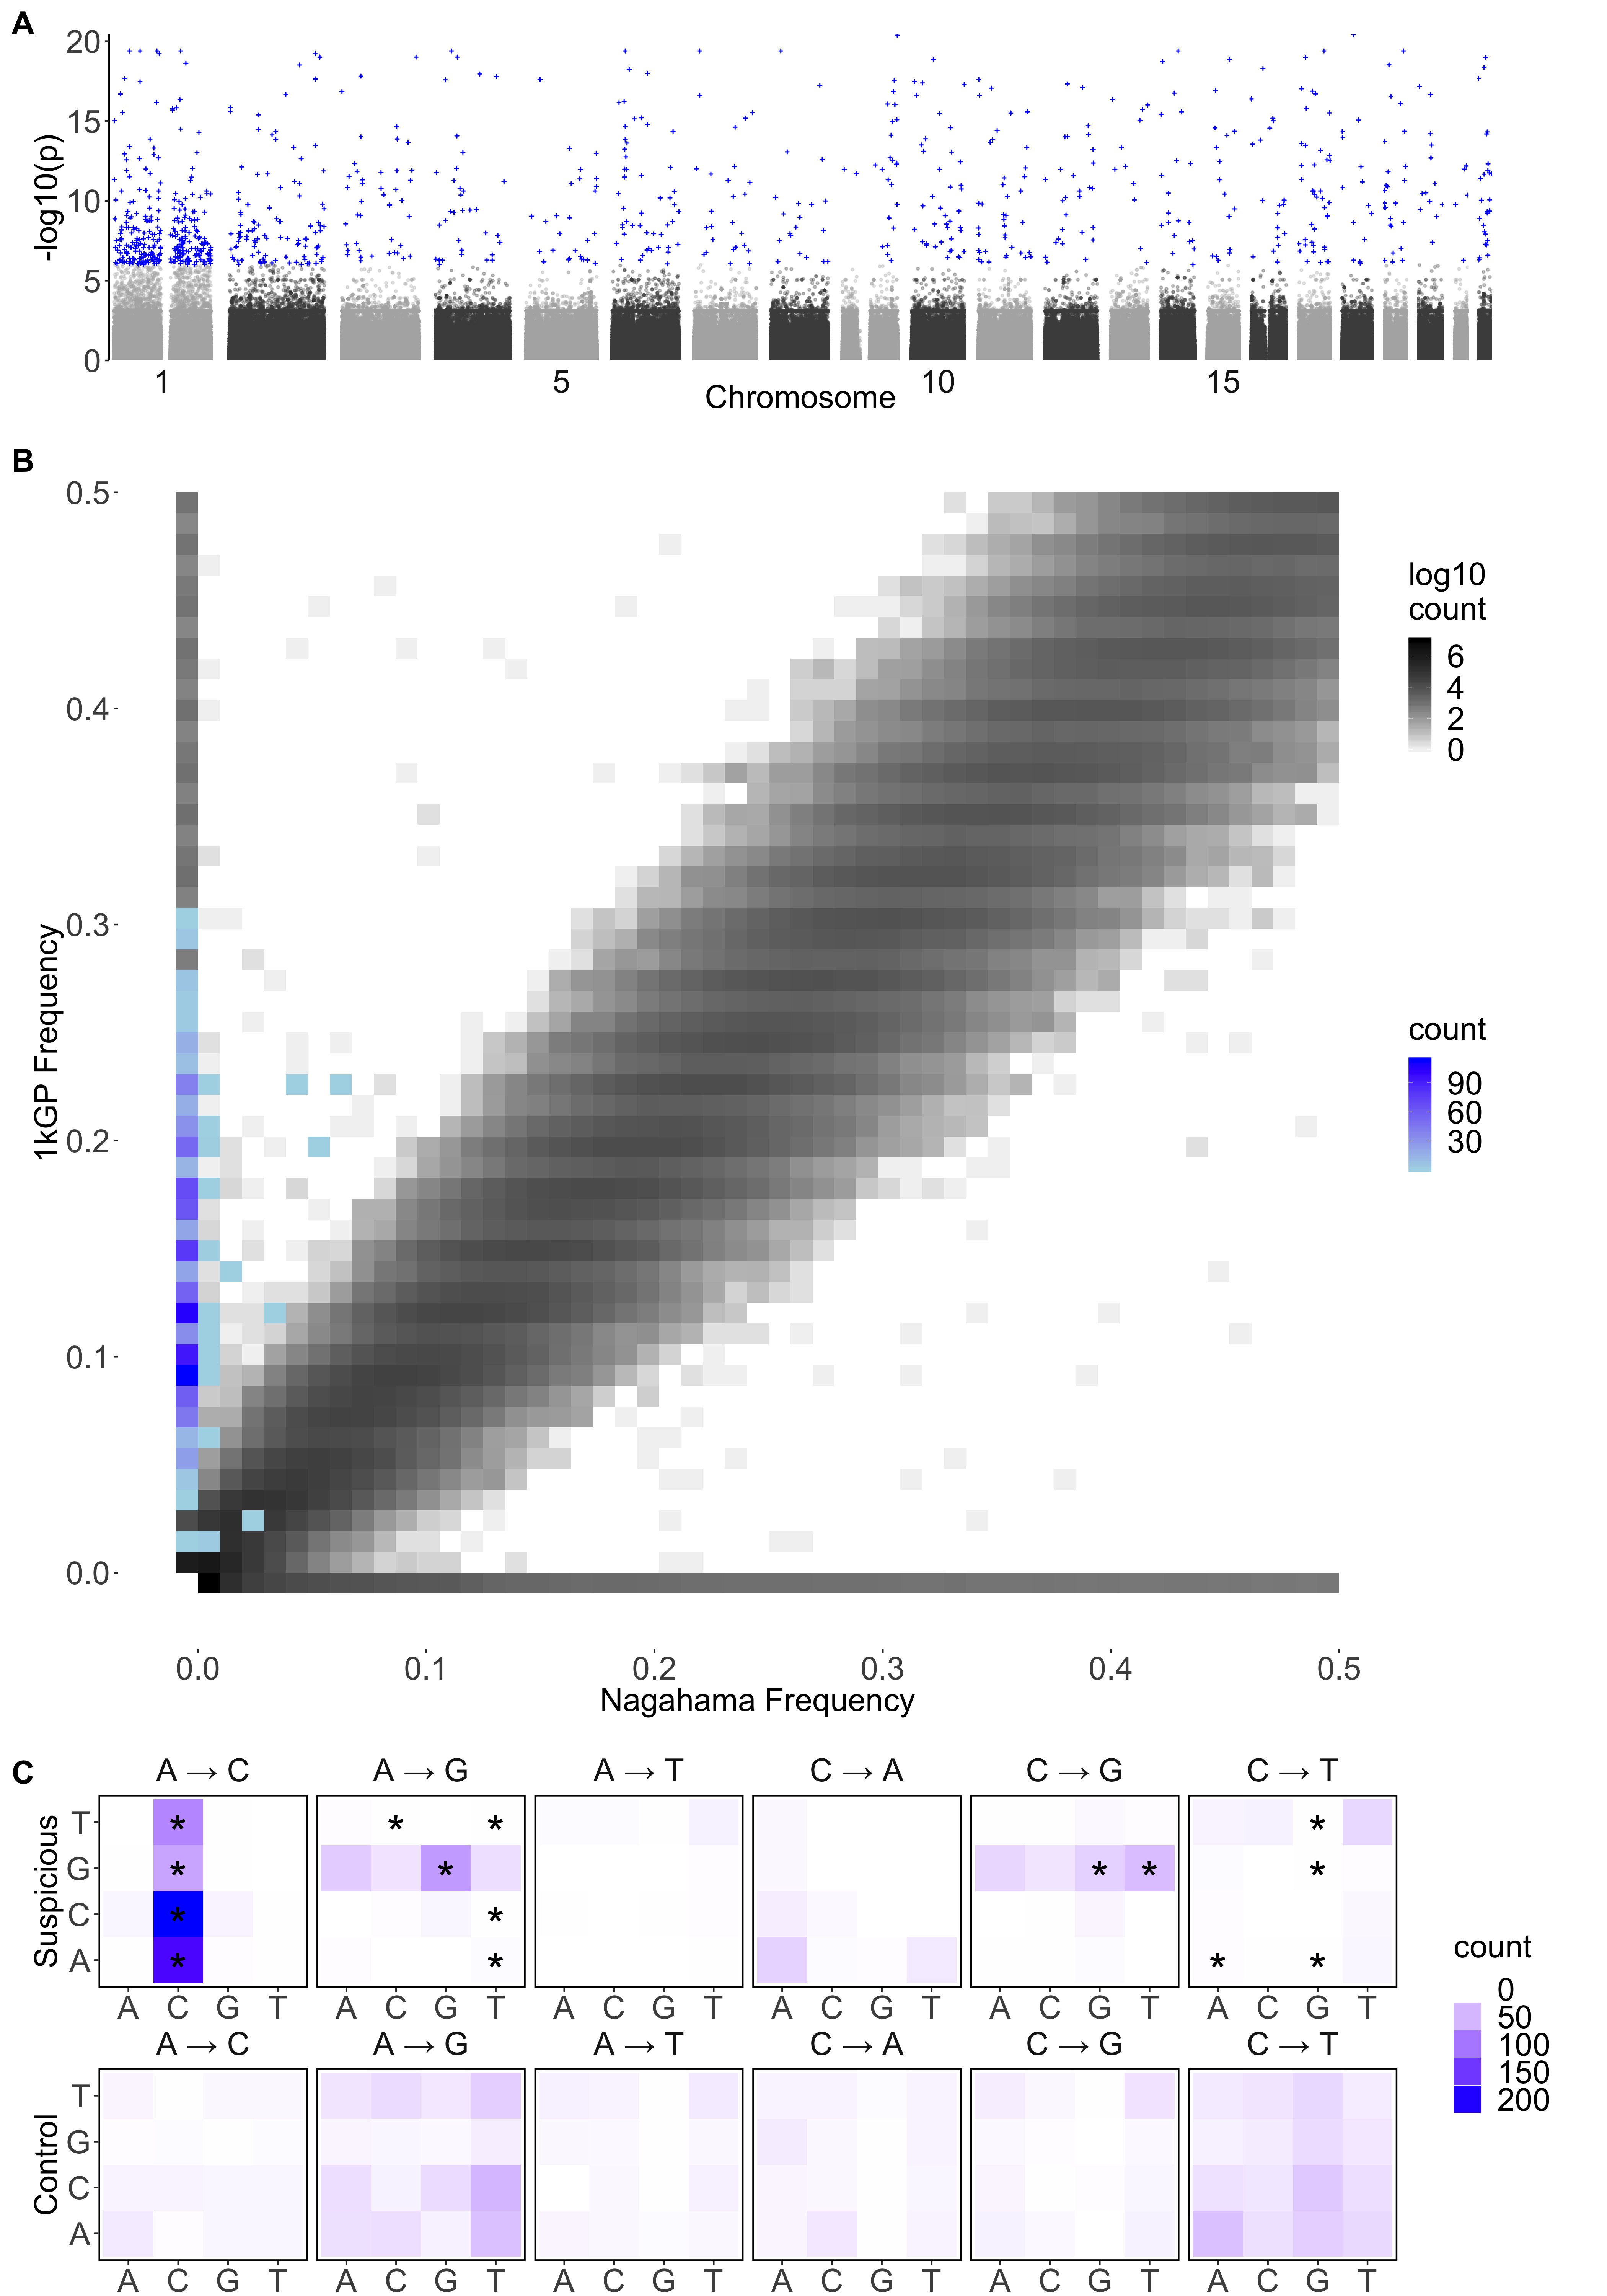 A
20
15
10
5
0
-log10(p)
1
5
10
15
Chromosome
B
0.5
0.4
0.3
0.2
0.1
0.0
1kGP Frequency
0.0
0.1
0.2
0.3
0.4
0.5
Nagahama Frequency
log10
count
6
4
2
0
count
90
60
30
C
A → C
A → G
A → T
C → A
C → G
C → T
Suspicious
T
G
C
A
* * * * * * * * * * * * * * *
A C G T
A C G T
A C G T
A C G T
A C G T
A C G T
A → C
A → G
A → T
C → A
C → G
C → T
Control
T
G
C
A
A C G T
A C G T
A C G T
A C G T
A C G T
A C G T
count
0
50
100
150
200